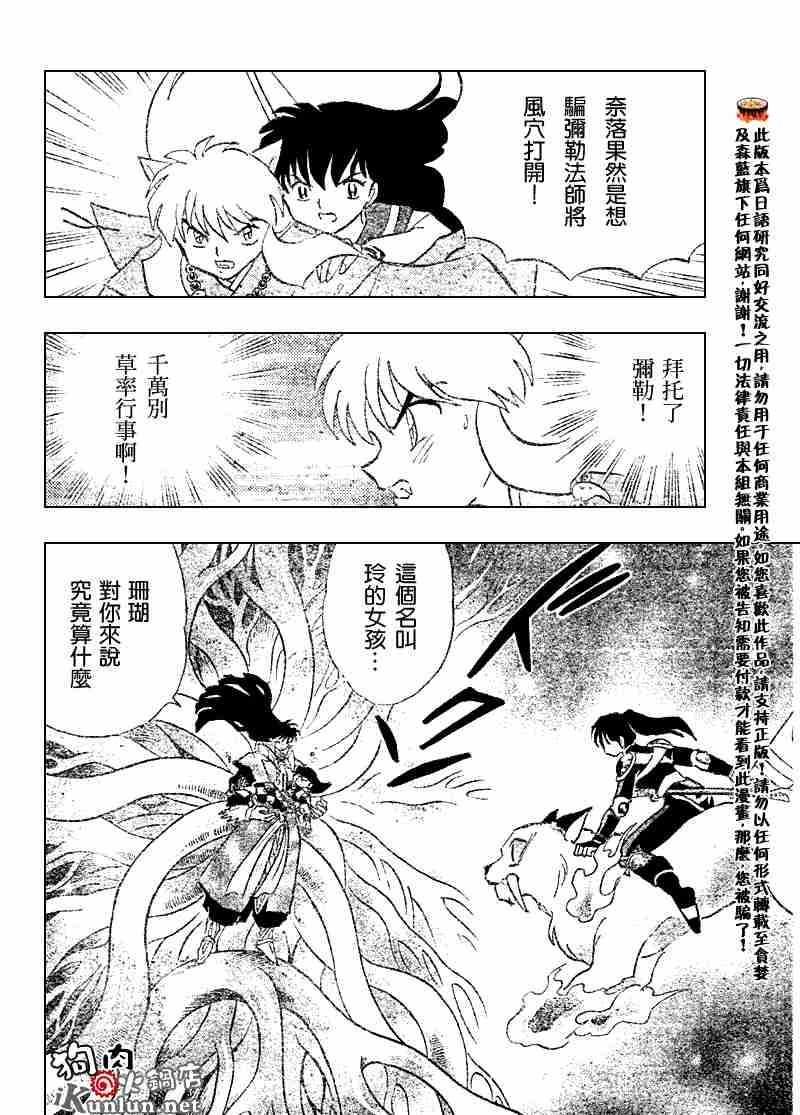 奈落果然是想
騙彌勒法師將
風穴打開！
拜托了
彌勒！
千萬別
草率行事啊！
這個名叫
玲的女孩…
珊瑚
對你來說
究竟算什麼
此版本爲日語研究同好交流之用，請勿用于任何商業用途，如您喜歡此作品，請支持正版！請勿以任何形式轉載至貪婪
及森藍旗下任何網站，謝謝！一切法律責任與本組無關。如果您被告知需要付款才能看到此漫畫，那麼，您被騙了！
狗肉
火鍋店
iKunlun.net